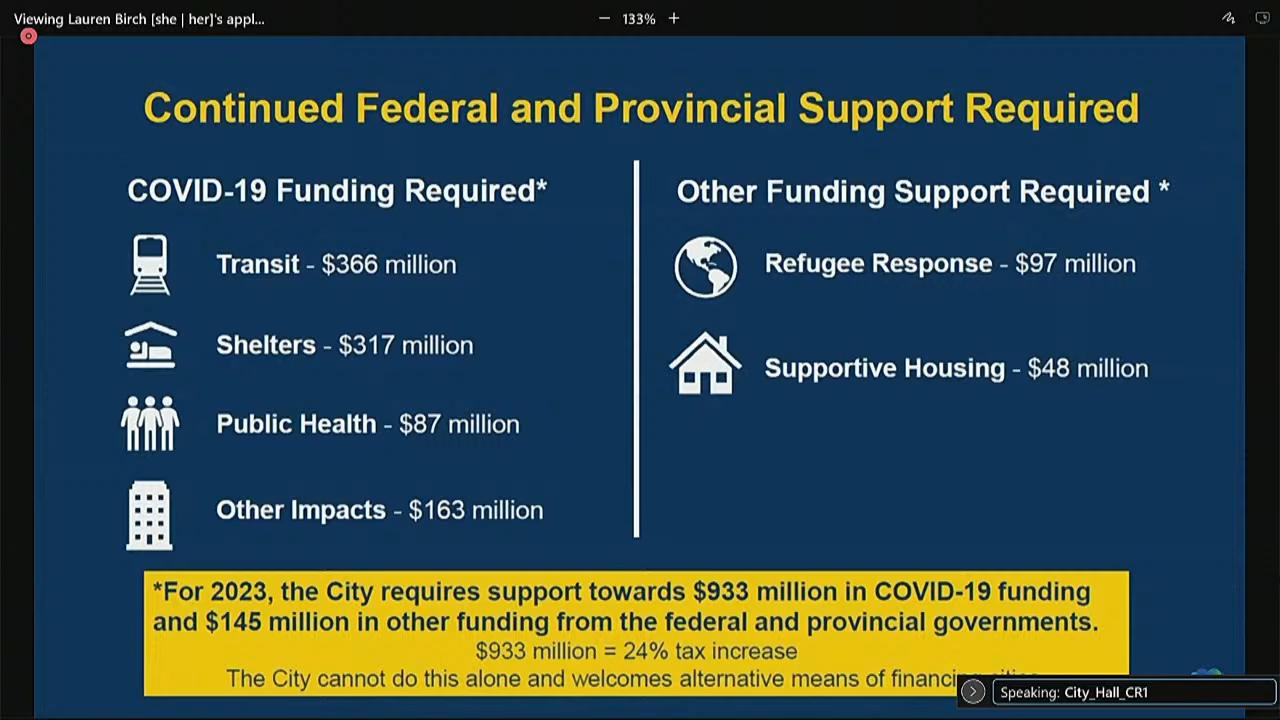 Viewing Lauren Birch [she | her]'s appl...
133%
Continued Federal and Provincial Support Required
COVID-19 Funding Required*
Transit - $366 million
Shelters - $317 million
Public Health - $87 million
Other Impacts - $163 million
Other Funding Support Required *
Refugee Response - $97 million
Supportive Housing - $48 million
*For 2023, the City requires support towards $933 million in COVID-19 funding
and $145 million in other funding from the federal and provincial governments.
$933 million = 24% tax increase
The City cannot do this alone and welcomes alternative means of
Speaking: City_Hall_CR1